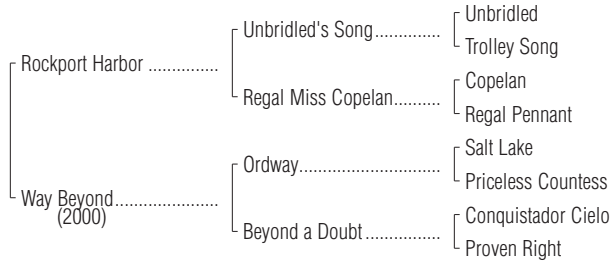 Unbridled
Unbridled's Song..............
Trolley Song
Rockport Harbor ...............
Copelan
Regal Miss Copelan..........
Regal Pennant
Salt Lake
Ordway.............................
Priceless Countess
Way Beyond......................
(2000)
Conquistador Cielo
Beyond a Doubt................
Proven Right